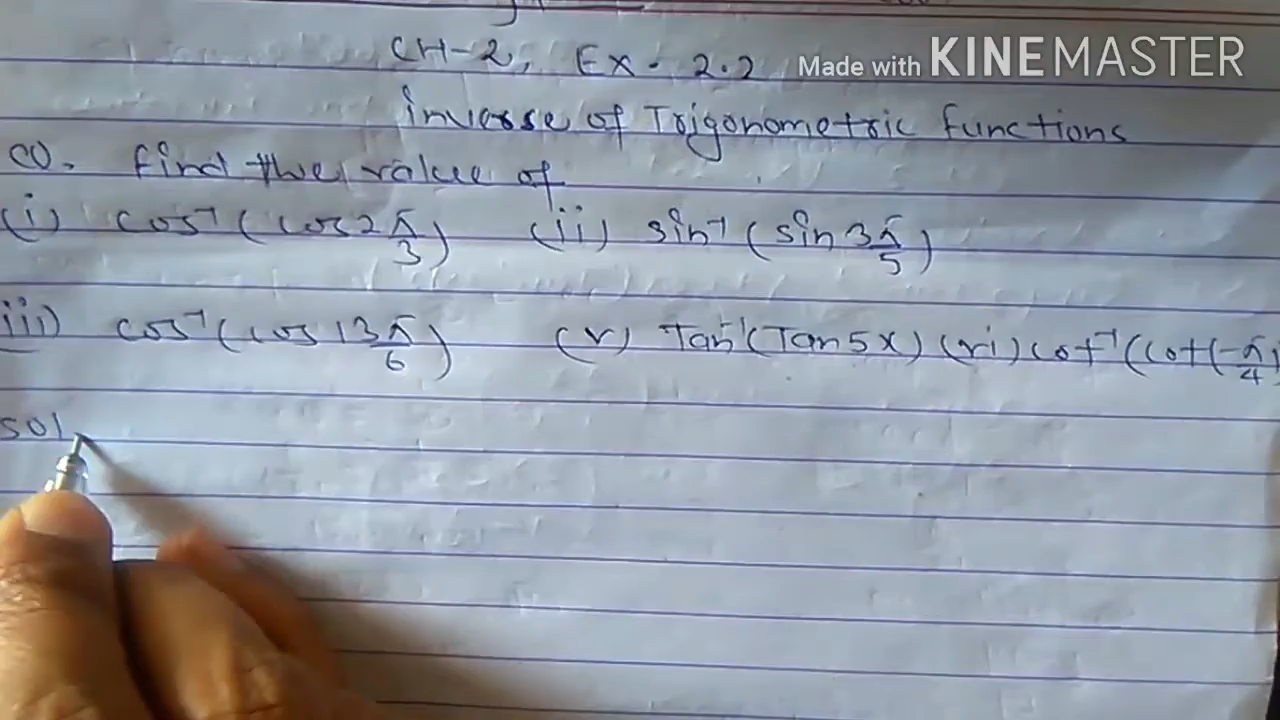 CH-2, EX. 2.2
Made with KINEMASTER
inverse of Trigonometric functions
Q. find the value of
(i) cos⁻¹(cos 2π/3) (ii) sin⁻¹(sin 3π/5)
iii) cos⁻¹(cos 13π/6) (v) Tan⁻¹(Tan 5x) (vi) cot⁻¹(cot(-π/4)
sol